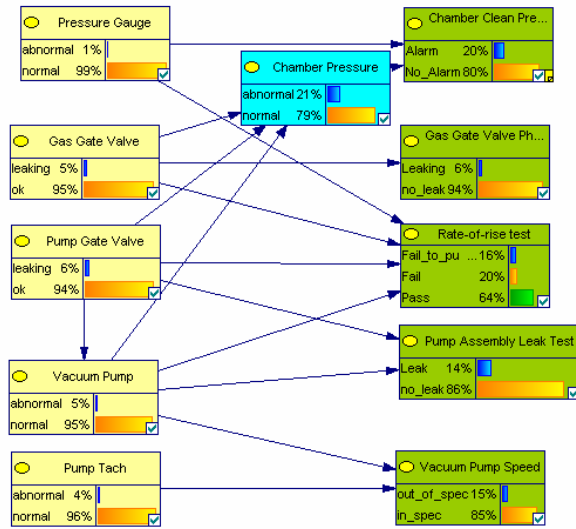 Pressure Gauge
abnormal 1%
normal 99%
Chamber Clean Pre...
Alarm 20%
No_Alarm 80%
Chamber Pressure
abnormal 21%
normal 79%
Gas Gate Valve
leaking 5%
ok 95%
Gas Gate Valve Ph...
Leaking 6%
no_leak 94%
Pump Gate Valve
leaking 6%
ok 94%
Rate-of-rise test
Fail_to_pu ...16%
Fail 20%
Pass 64%
Vacuum Pump
abnormal 5%
normal 95%
Pump Assembly Leak Test
Leak 14%
no_leak 86%
Pump Tach
abnormal 4%
normal 96%
Vacuum Pump Speed
out_of_spec 15%
in_spec 85%